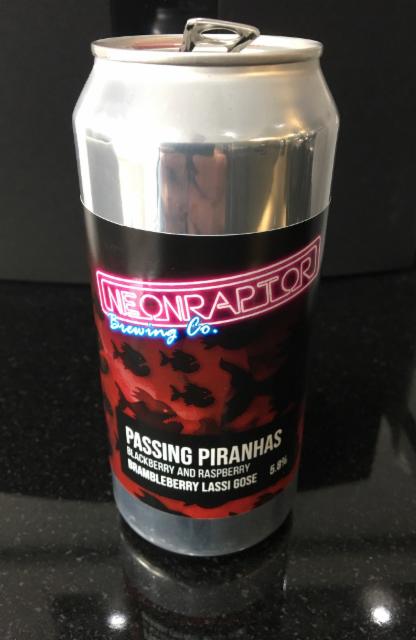 NEONRAPTOR
Brewing Co.
PASSING PIRANHAS
BLACKBERRY AND RASPBERRY
BRAMBLEBERRY LASSI GOSE 5.8%